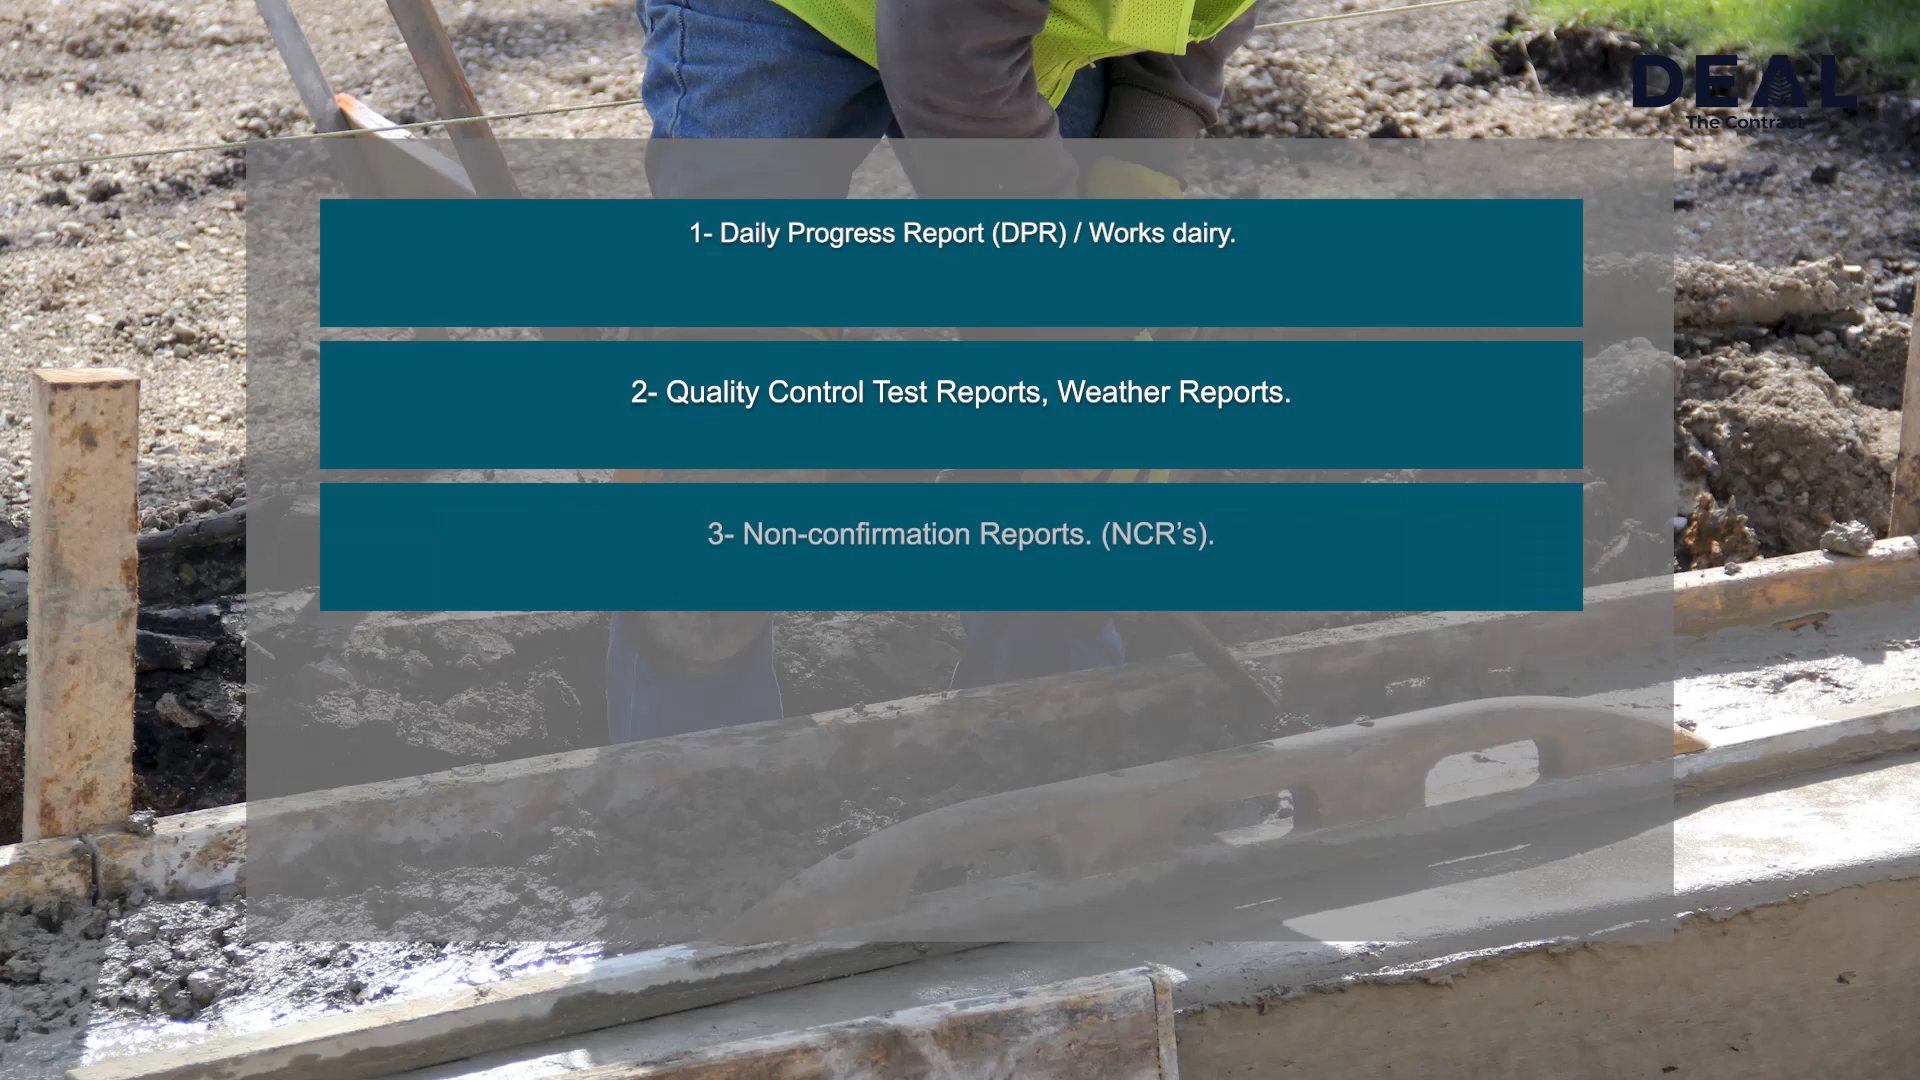 DEAL
The Contract
1- Daily Progress Report (DPR) / Works dairy.
2- Quality Control Test Reports, Weather Reports.
3- Non-confirmation Reports. (NCR’s).